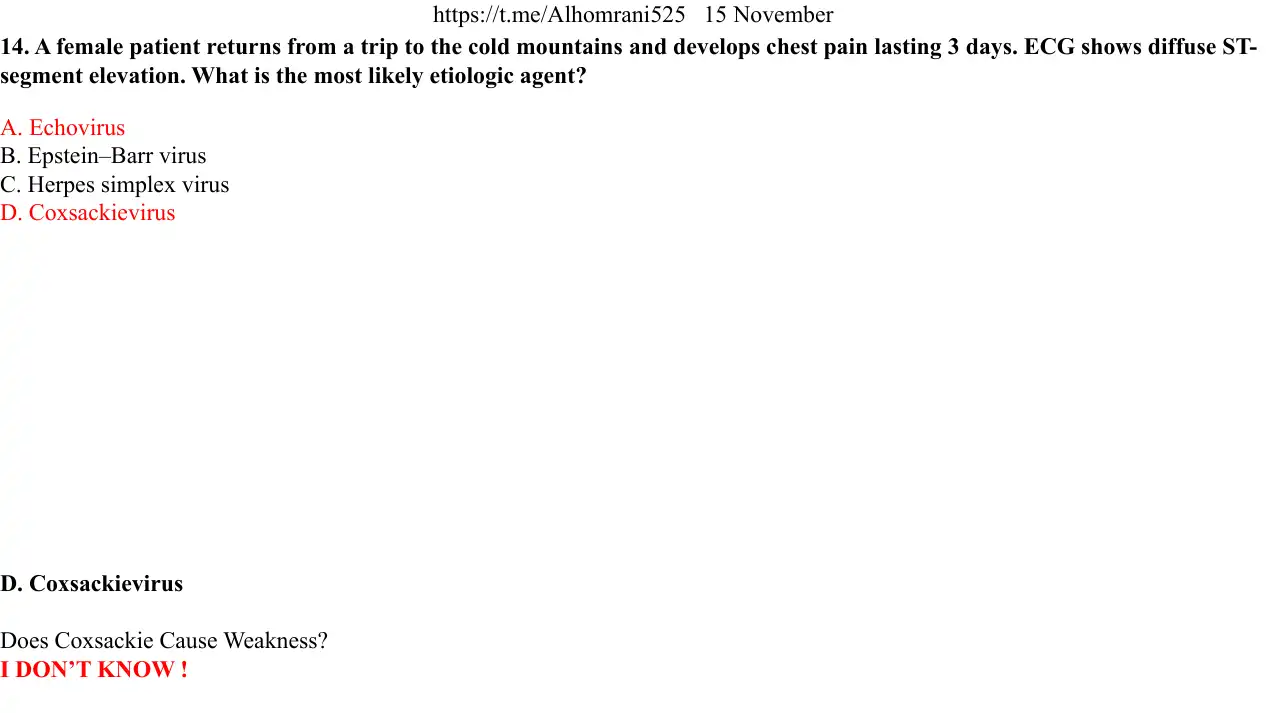 https://t.me/Alhomrani525 15 November
14. A female patient returns from a trip to the cold mountains and develops chest pain lasting 3 days. ECG shows diffuse ST-
segment elevation. What is the most likely etiologic agent?
A. Echovirus
B. Epstein–Barr virus
C. Herpes simplex virus
D. Coxsackievirus
D. Coxsackievirus
Does Coxsackie Cause Weakness?
I DON’T KNOW !